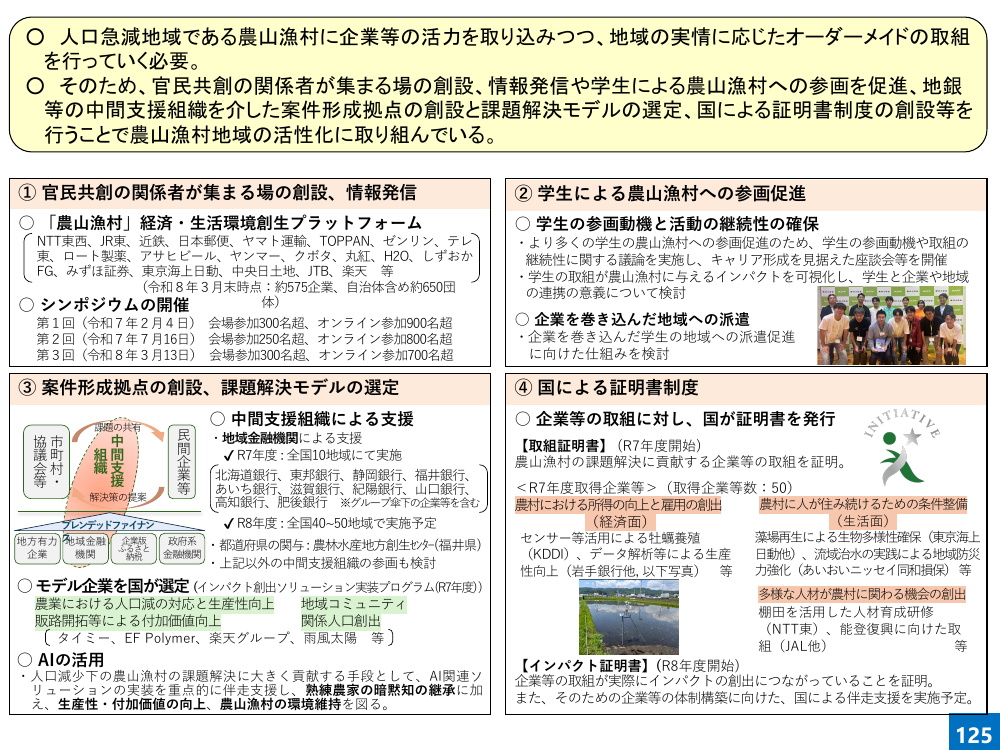 ○ 人口急減地域である農山漁村に企業等の活力を取り込みつつ、地域の実情に応じたオーダーメイドの取組
を行っていく必要。
○ そのため、官民共創の関係者が集まる場の創設、情報発信や学生による農山漁村への参画を促進、地銀
等の中間支援組織を介した案件形成拠点の創設と課題解決モデルの選定、国による証明書制度の創設等を
行うことで農山漁村地域の活性化に取り組んでいる。
① 官民共創の関係者が集まる場の創設、情報発信
○ 「農山漁村」経済・生活環境創生プラットフォーム
NTT東西、JR東、近鉄、日本郵便、ヤマト運輸、TOPPAN、ゼンリン、テレ
東、ロート製薬、アサヒビール、ヤンマー、クボタ、丸紅、H2O、しずおか
FG、みずほ証券、東京海上日動、中央日土地、JTB、楽天 等
（令和８年３月末時点：約575企業、自治体含め約650団
体）
○ シンポジウムの開催
第１回（令和７年２月４日） 会場参加300名超、オンライン参加900名超
第２回（令和７年７月16日） 会場参加250名超、オンライン参加800名超
第３回（令和８年３月13日） 会場参加300名超、オンライン参加700名超
② 学生による農山漁村への参画促進
○ 学生の参画動機と活動の継続性の確保
・より多くの学生の農山漁村への参画促進のため、学生の参画動機や取組の
継続性に関する議論を実施し、キャリア形成を見据えた座談会等を開催
・学生の取組が農山漁村に与えるインパクトを可視化し、学生と企業や地域
の連携の意義について検討
○ 企業を巻き込んだ地域への派遣
・企業を巻き込んだ学生の地域への派遣促進
に向けた仕組みを検討
③ 案件形成拠点の創設、課題解決モデルの選定
課題の共有
市町村・
協議会等
中間支援
組織
民間企業等
解決策の提案
ブレンデッドファイナン
ス
地方有力
企業
地域金融
機関
企業版
ふるさと
納税
政府系
金融機関
○ 中間支援組織による支援
・地域金融機関による支援
✓R7年度：全国10地域にて実施
北海道銀行、東邦銀行、静岡銀行、福井銀行、
あいち銀行、滋賀銀行、紀陽銀行、山口銀行、
高知銀行、肥後銀行 ※グループ傘下の企業等を含む
✓R8年度：全国40~50地域で実施予定
・都道府県の関与：農林水産地方創生センター(福井県)
・上記以外の中間支援組織の参画も検討
○ モデル企業を国が選定 (インパクト創出ソリューション実装プログラム(R7年度))
農業における人口減の対応と生産性向上 地域コミュニティ
販路開拓等による付加価値向上 関係人口創出
タイミー、EF Polymer、楽天グループ、雨風太陽 等
○ AIの活用
・人口減少下の農山漁村の課題解決に大きく貢献する手段として、AI関連ソ
リューションの実装を重点的に伴走支援し、熟練農家の暗黙知の継承に加
え、生産性・付加価値の向上、農山漁村の環境維持を図る。
④ 国による証明書制度
○ 企業等の取組に対し、国が証明書を発行
INITIATIVE
【取組証明書】（R7年度開始）
農山漁村の課題解決に貢献する企業等の取組を証明。
＜R7年度取得企業等＞（取得企業等数：50）
農村における所得の向上と雇用の創出
（経済面）
センサー等活用による牡蠣養殖
（KDDI）、データ解析等による生産
性向上（岩手銀行他, 以下写真） 等
農村に人が住み続けるための条件整備
（生活面）
藻場再生による生物多様性確保（東京海上
日動他）、流域治水の実践による地域防災
力強化（あいおいニッセイ同和損保） 等
多様な人材が農村に関わる機会の創出
棚田を活用した人材育成研修
（NTT東）、能登復興に向けた取
組（JAL他） 等
【インパクト証明書】（R8年度開始）
企業等の取組が実際にインパクトの創出につながっていることを証明。
また、そのための企業等の体制構築に向けた、国による伴走支援を実施予定。
125